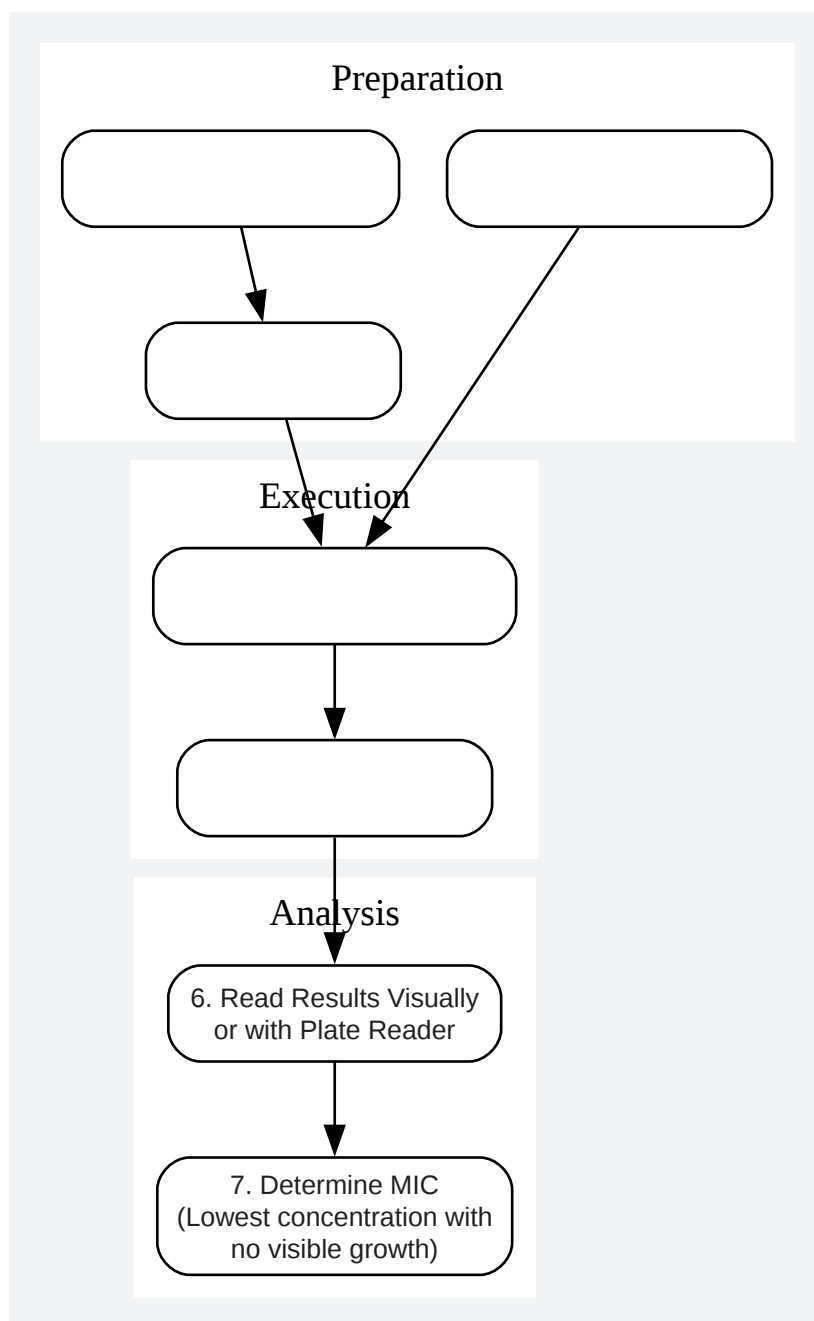 Preparation
Execution
Analysis
6. Read Results Visually
or with Plate Reader
7. Determine MIC
(Lowest concentration with
no visible growth)